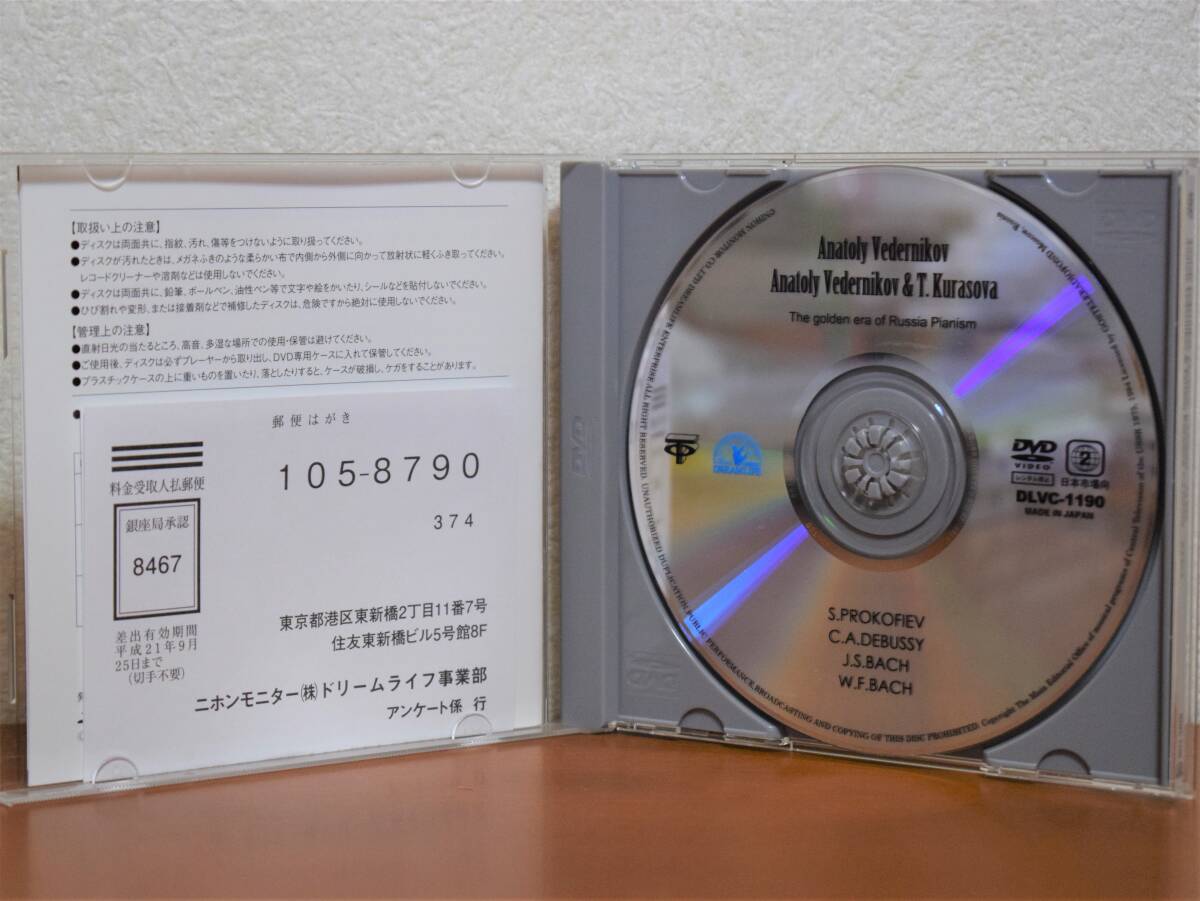 【取扱い上の注意】
●ディスクは両面共に、指紋、汚れ、傷等をつけないように取り扱ってください。
●ディスクが汚れたときは、メガネふきのような柔らかい布で内側から外側に向かって放射状に軽くふき取ってください。
レコードクリーナーや溶剤などは使用しないでください。
●ディスクは両面共に、鉛筆、ボールペン、油性ペン等で文字や絵をかいたり、シールなどを貼付しないでください。
●ひび割れや変形、または接着剤などで補修したディスクは、危険ですから絶対に使用しないでください。
【管理上の注意】
●直射日光の当たるところ、高音、多湿な場所での使用・保管は避けてください。
●ご使用後、ディスクは必ずプレーヤーから取り出し、DVD専用ケースに入れて保管してください。
●プラスチックケースの上に重いものを置いたり、落としたりすると、ケースが破損し、ケガをすることがあります。
郵便はがき
105-8790
料金受取人払郵便
374
銀座局承認
8467
差出有効期間
平成21年9月
25日まで
(切手不要)
東京都港区東新橋2丁目11番7号
住友東新橋ビル5号館8F
ニホンモニター㈱ドリームライフ事業部
アンケート係 行
Anatoly Vedernikov
Anatoly Vedernikov & T. Kurasova
The golden era of Russia Pianism
DREAMLIFE
DVD
VIDEO
2
レンタル禁止
日本市場向
DLVC-1190
MADE IN JAPAN
S.PROKOFIEV
C.A.DEBUSSY
J.S.BACH
W.F.BACH
ALL RIGHT RESERVED. UNAUTHORIZED DUPLICATION, PUBLIC PERFORMANCE, BROADCASTING AND COPYING OF THIS DISC PROHIBITED.
DVD